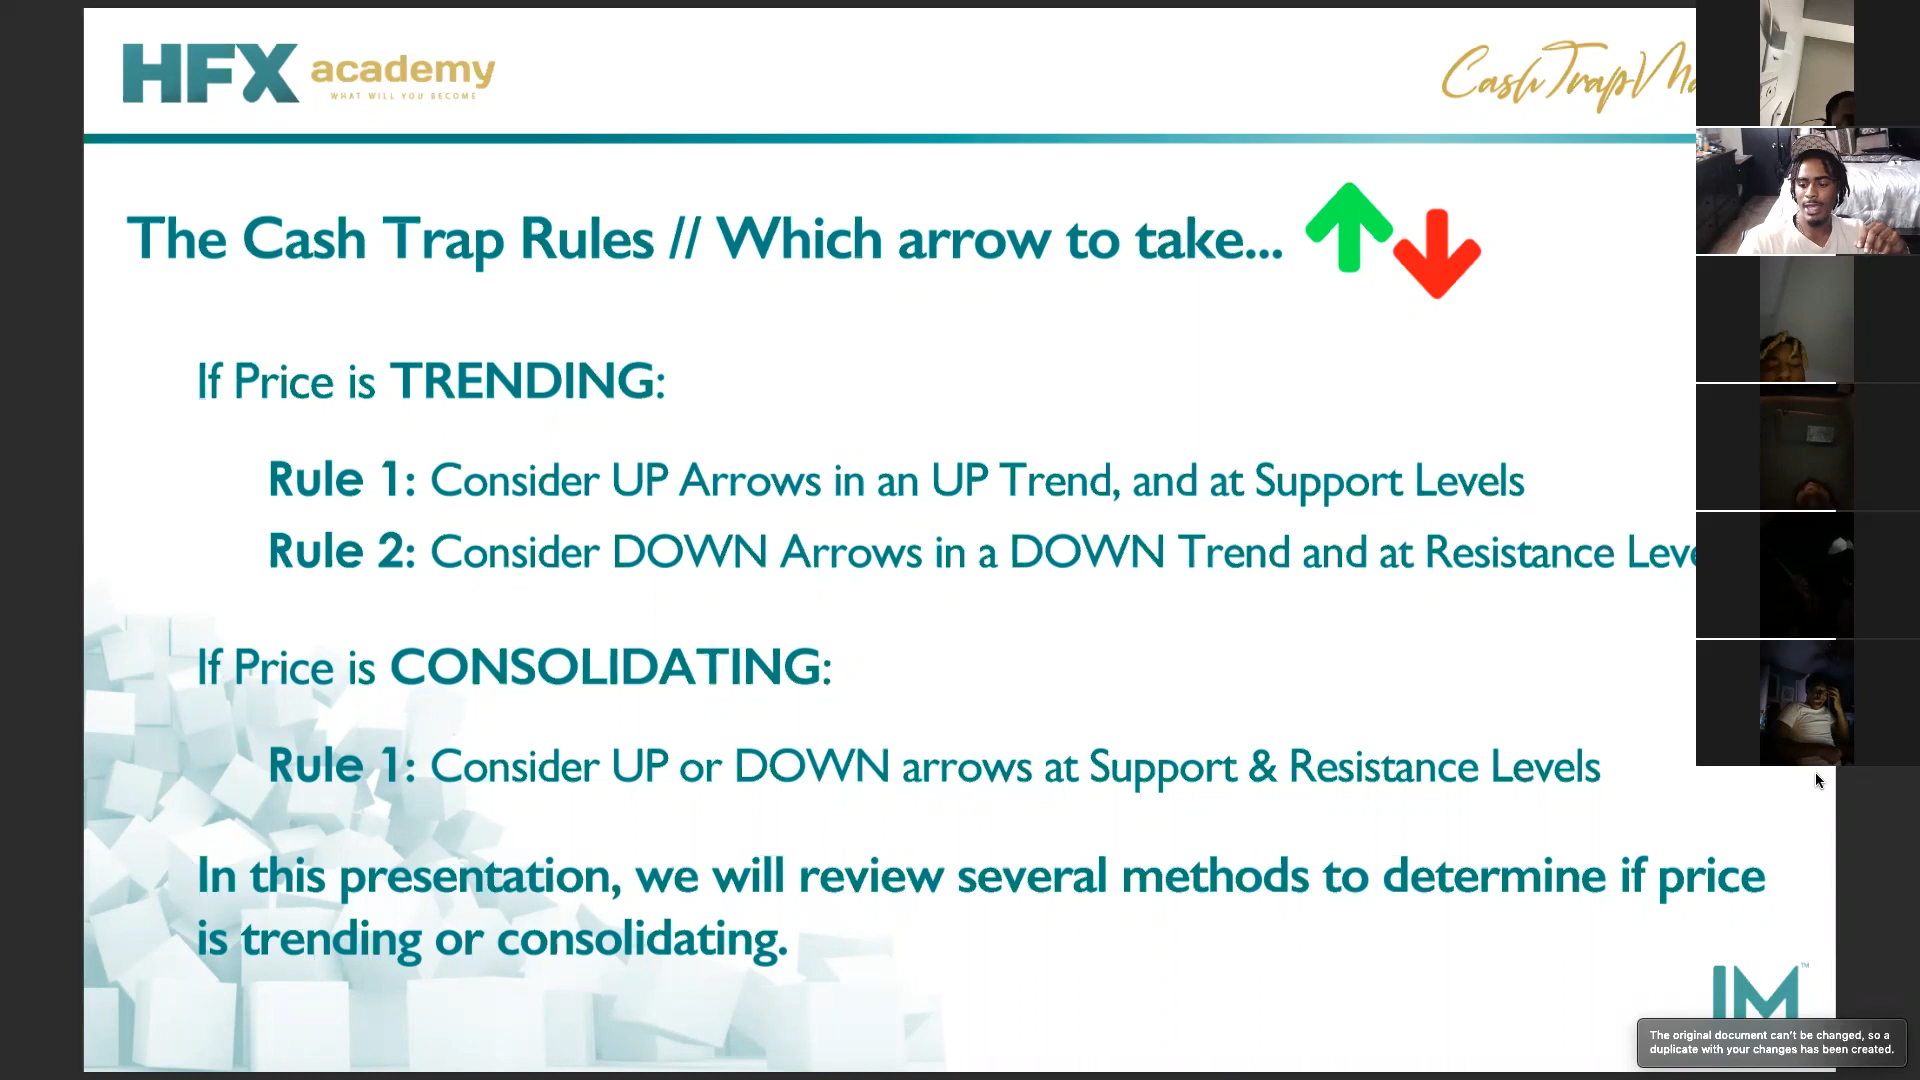 HFX academy
WHAT WILL YOU BECOME
Cash Trap
The Cash Trap Rules // Which arrow to take...
If Price is TRENDING:
Rule 1: Consider UP Arrows in an UP Trend, and at Support Levels
Rule 2: Consider DOWN Arrows in a DOWN Trend and at Resistance Leve
If Price is CONSOLIDATING:
Rule 1: Consider UP or DOWN arrows at Support & Resistance Levels
In this presentation, we will review several methods to determine if price
is trending or consolidating.
IM™
The original document can't be changed, so a
duplicate with your changes has been created.